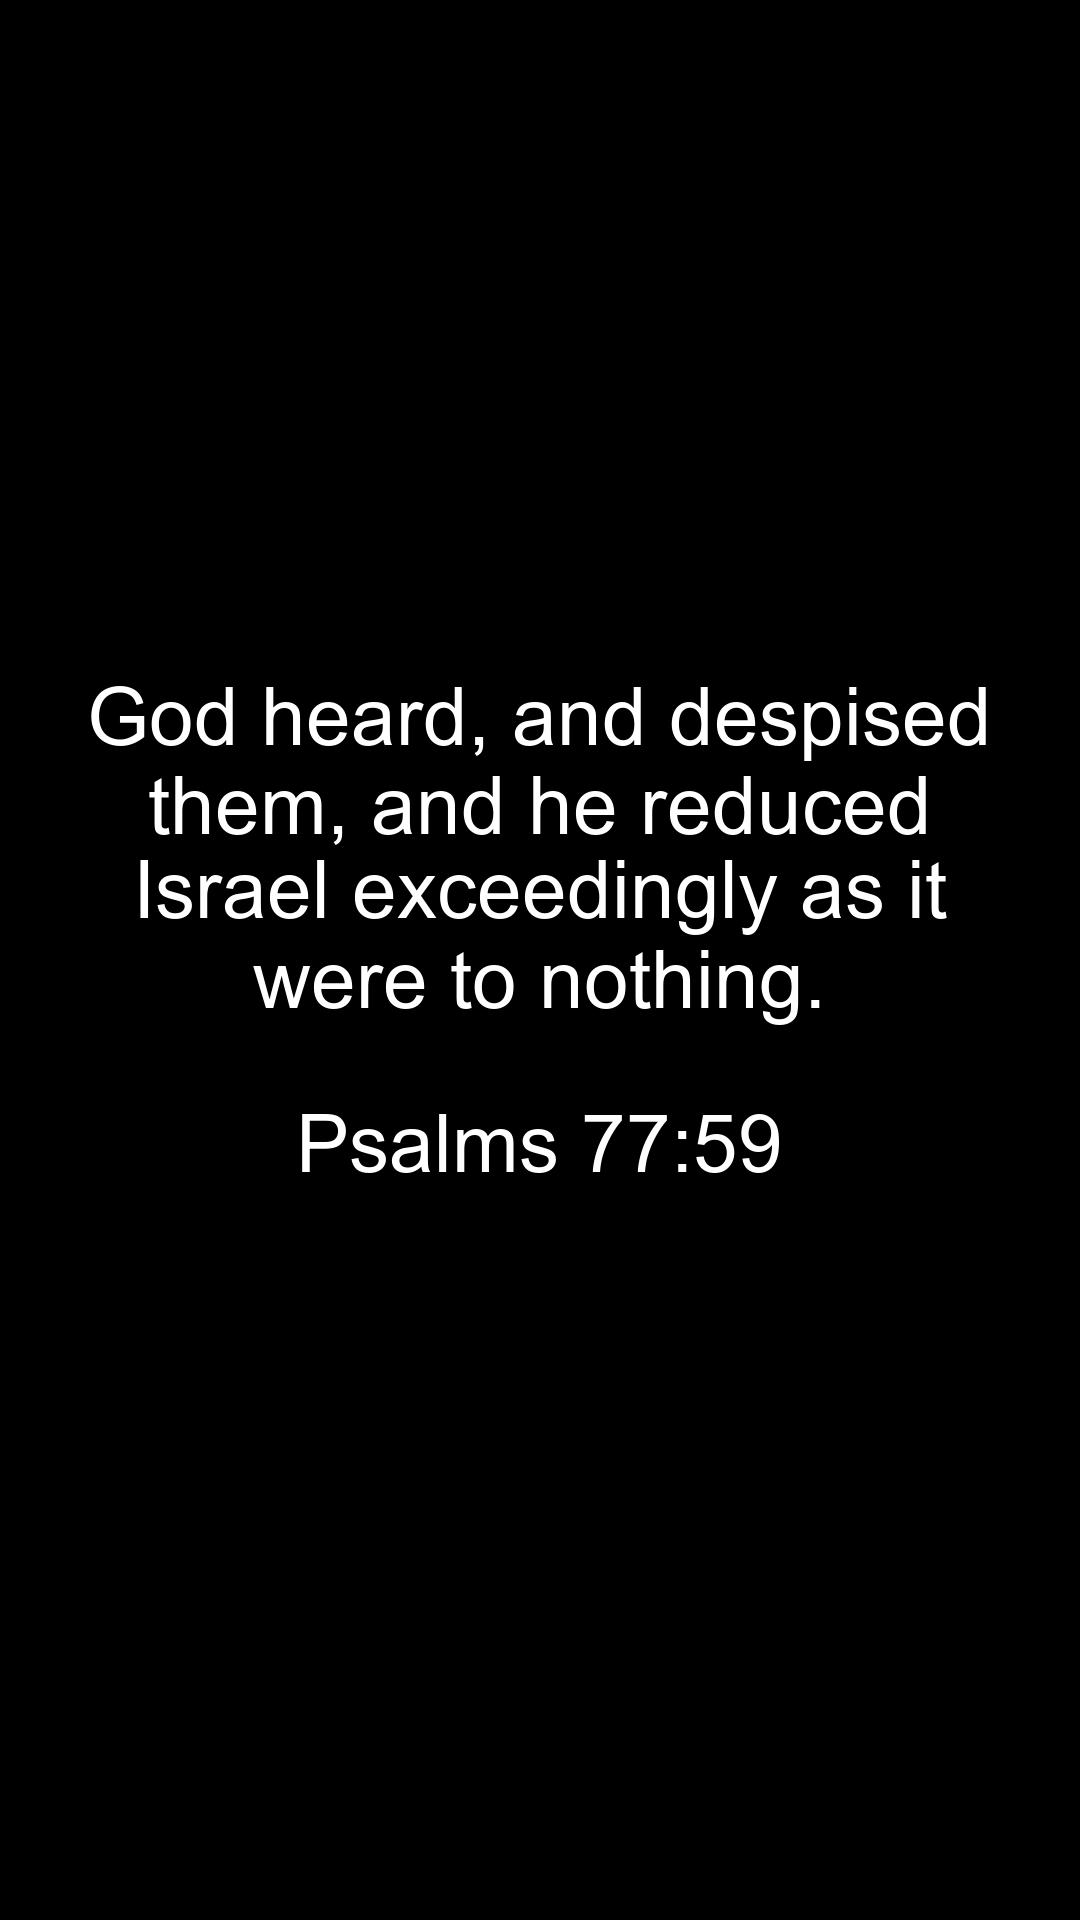 God heard, and despised
them, and he reduced
Israel exceedingly as it
were to nothing.
Psalms 77:59